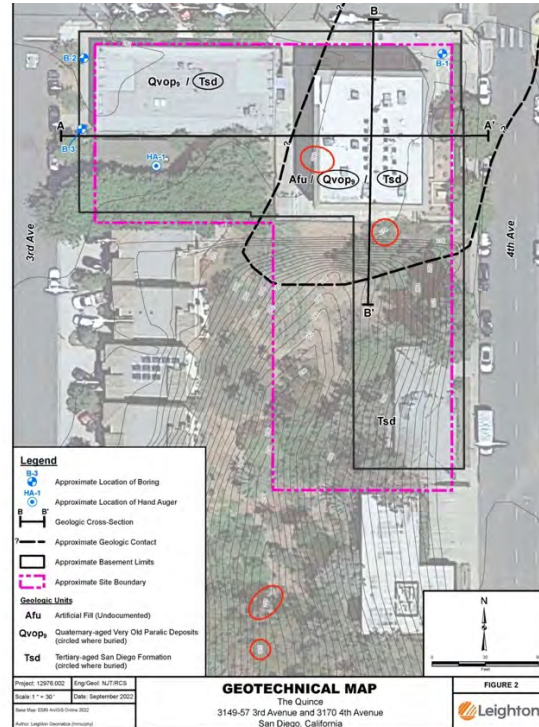 B
B-2
B-1
Qvop₉ / Tsd
?
?
A
A'
B-3
HA-1
Afu / Qvop₉ / Tsd
3rd Ave
4th Ave
B'
Tsd
Legend
B-3
Approximate Location of Boring
HA-1
Approximate Location of Hand Auger
B B'
Geologic Cross-Section
?
Approximate Geologic Contact
Approximate Basement Limits
Approximate Site Boundary
Geologic Units
Afu Artificial Fill (Undocumented)
Qvop₉ Quaternary-aged Very Old Paralic Deposits
(circled where buried)
Tsd Tertiary-aged San Diego Formation
(circled where buried)
N
Project: 12976.002 Eng/Geol: NJT/RCS
Scale: 1 " = 30 ' Date: September 2022
GEOTECHNICAL MAP
The Quince
3149-57 3rd Avenue and 3170 4th Avenue
San Diego, California
FIGURE 2
Leighton